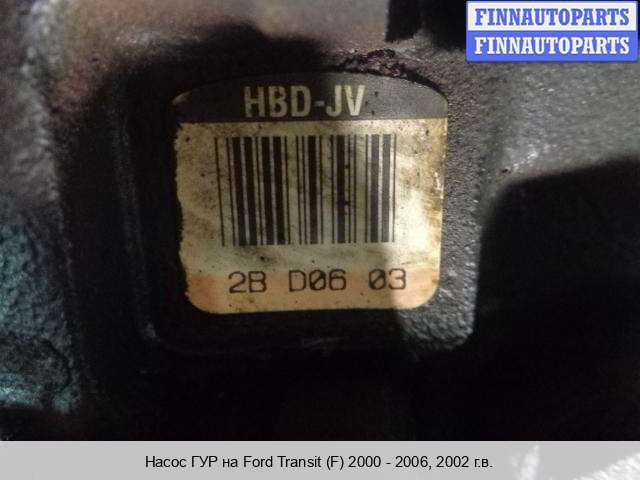 FINNAUTOPARTS
FINNAUTOPARTS
HBD-JV
2B D06 03
Насос ГУР на Ford Transit (F) 2000 - 2006, 2002 г.в.